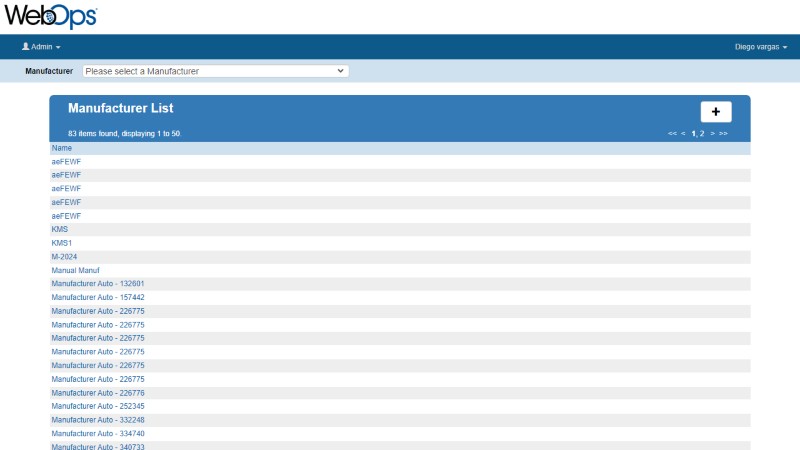 WebOps
Admin
Diego vargas
Manufacturer
Please select a Manufacturer
Manufacturer List
+
83 items found, displaying 1 to 50
<< < 1, 2 > >>
Name
aeFEWF
aeFEWF
aeFEWF
aeFEWF
aeFEWF
KMS
KMS1
M-2024
Manual Manuf
Manufacturer Auto - 132601
Manufacturer Auto - 157442
Manufacturer Auto - 226775
Manufacturer Auto - 226775
Manufacturer Auto - 226775
Manufacturer Auto - 226775
Manufacturer Auto - 226775
Manufacturer Auto - 226775
Manufacturer Auto - 226776
Manufacturer Auto - 252345
Manufacturer Auto - 332248
Manufacturer Auto - 334740
Manufacturer Auto - 340733